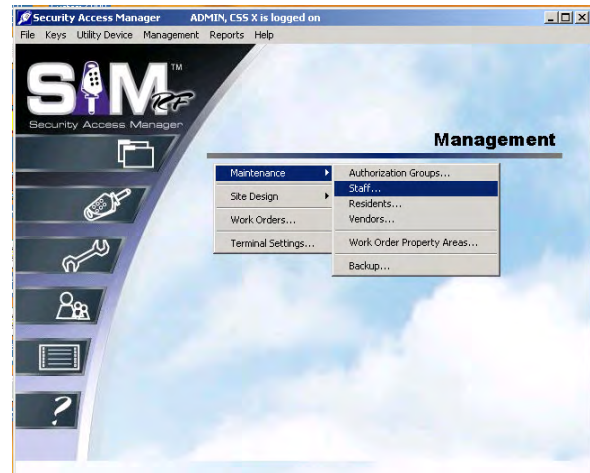 Security Access Manager ADMIN, CSS X is logged on
File Keys Utility Device Management Reports Help
SAM TM
RF
Security Access Manager
Management
Maintenance
Site Design
Work Orders...
Terminal Settings...
Authorization Groups...
Staff...
Residents...
Vendors...
Work Order Property Areas...
Backup...
?